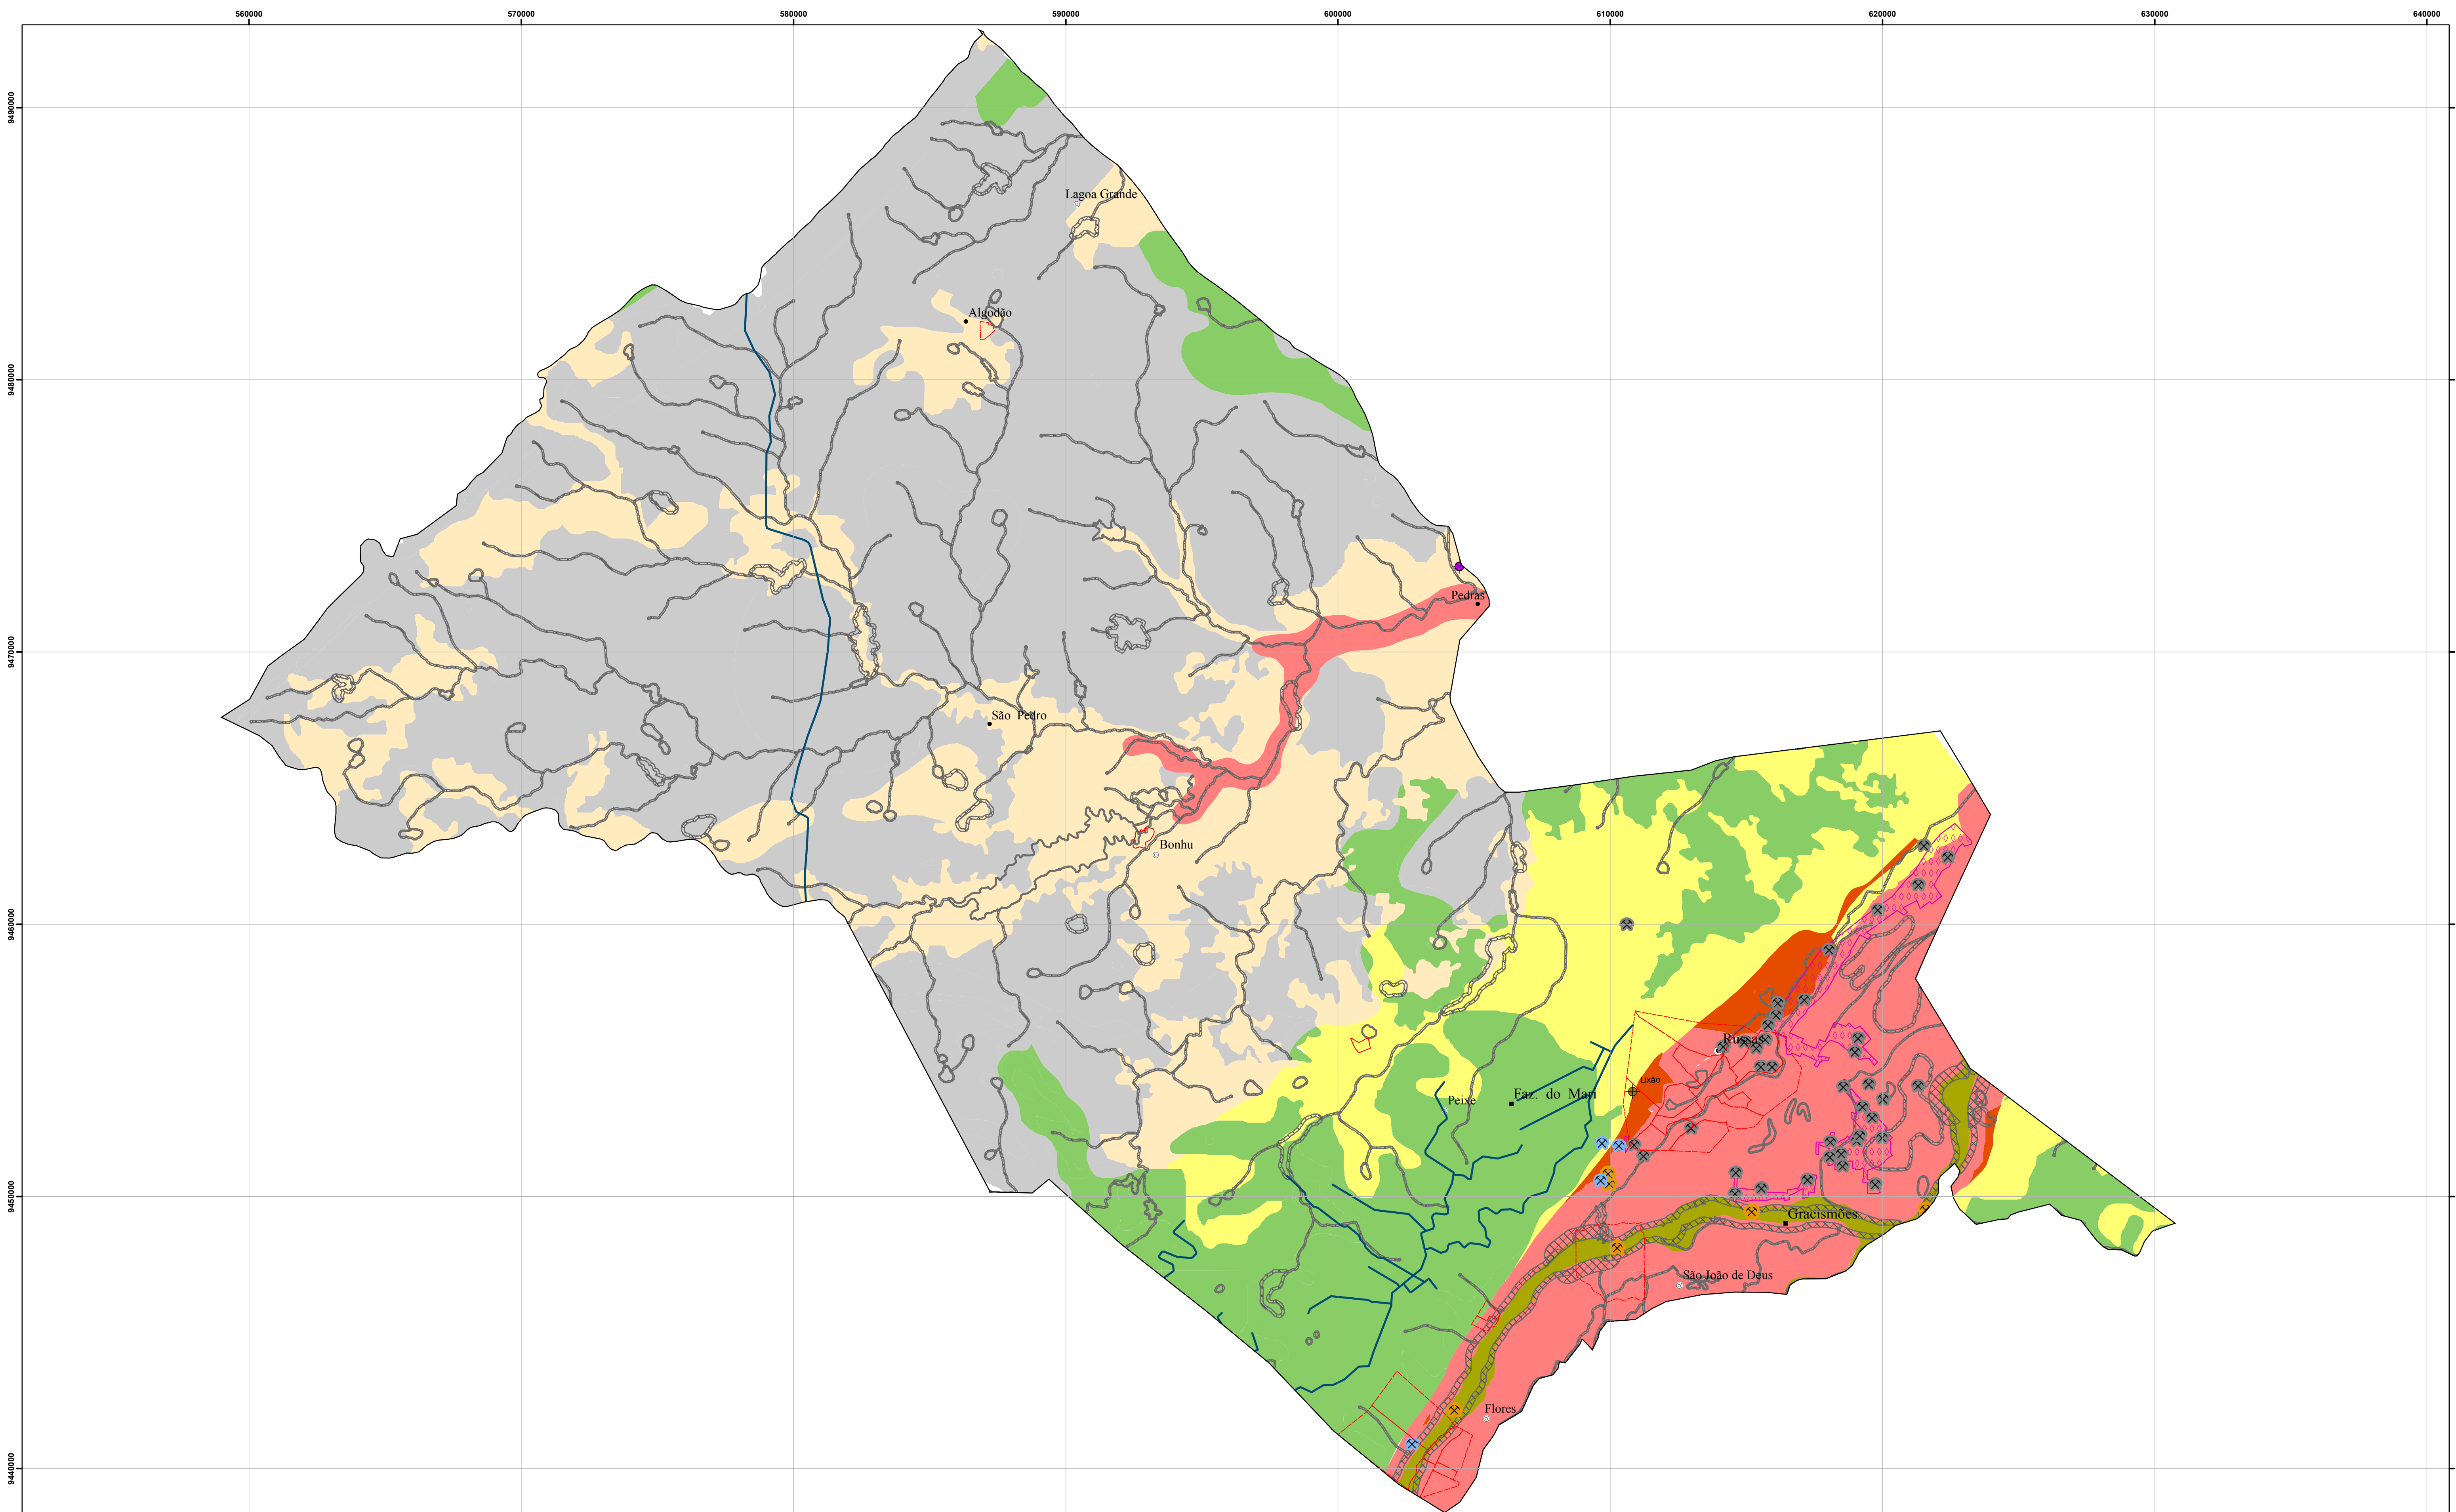 560000
570000
580000
590000
600000
610000
620000
630000
640000
9490000
Lagoa Grande
Algodão
9480000
Pedras
9470000
São Pedro
Bonhu
9460000
Russas
Lixão
Faz. do Mari
Peixe
9450000
Gracismões
São João de Deus
Flores
9440000